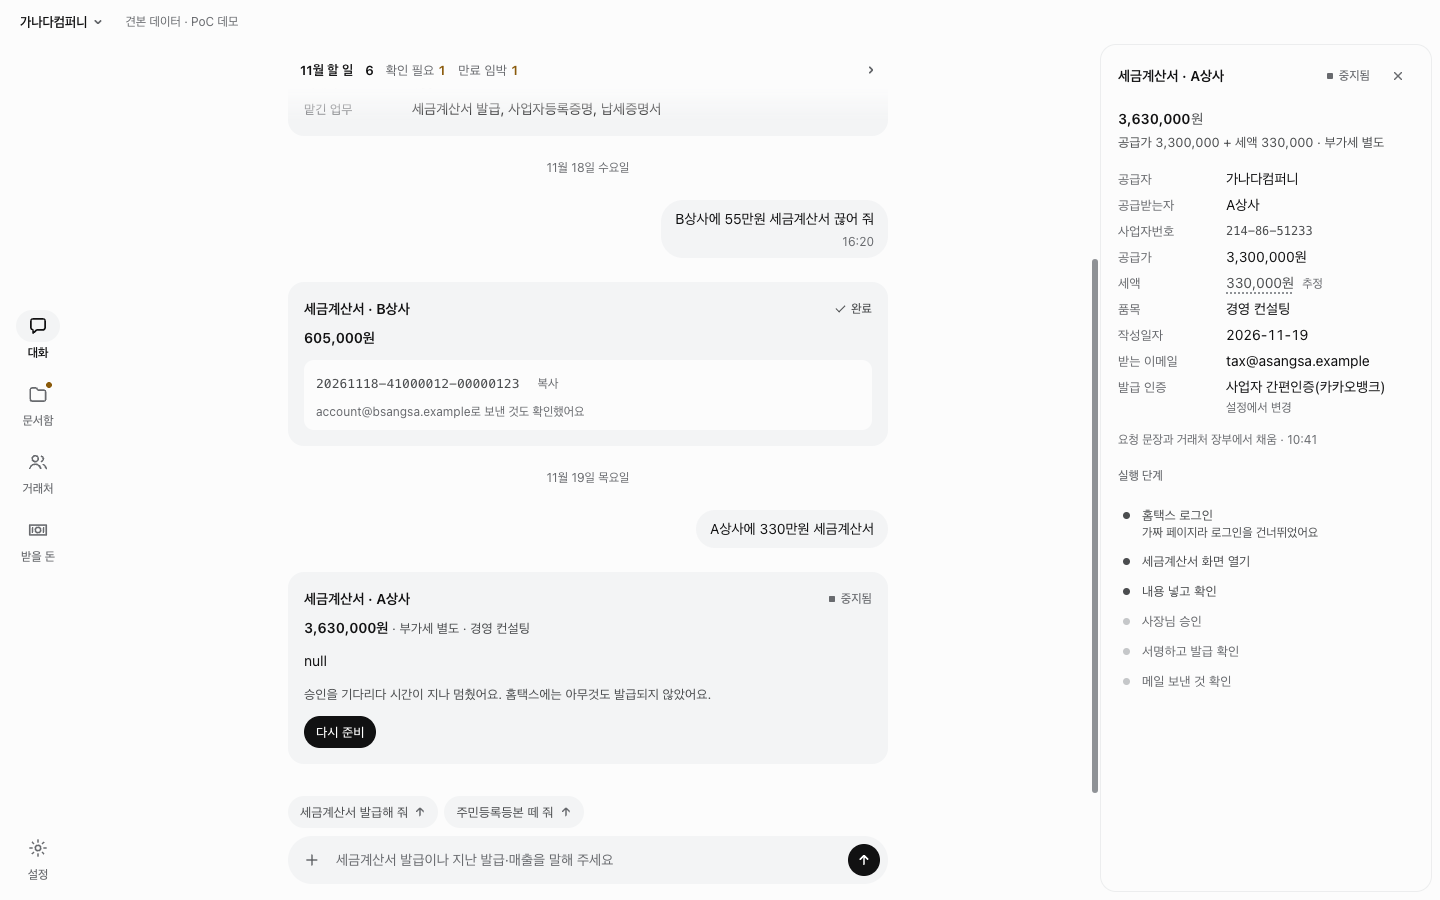 가나다컴퍼니
견본 데이터 · PoC 데모
11월 할 일 6 확인 필요 1 만료 임박 1
맡긴 업무 세금계산서 발급, 사업자등록증명, 납세증명서
11월 18일 수요일
B상사에 55만원 세금계산서 끊어 줘
16:20
세금계산서 · B상사
완료
605,000원
20261118-41000012-00000123 복사
account@bsangsa.example로 보낸 것도 확인했어요
11월 19일 목요일
A상사에 330만원 세금계산서
세금계산서 · A상사
중지됨
3,630,000원 · 부가세 별도 · 경영 컨설팅
null
승인을 기다리다 시간이 지나 멈췄어요. 홈택스에는 아무것도 발급되지 않았어요.
다시 준비
세금계산서 발급해 줘
주민등록등본 떼 줘
세금계산서 발급이나 지난 발급·매출을 말해 주세요
대화
문서함
거래처
받을 돈
설정
세금계산서 · A상사
중지됨
3,630,000원
공급가 3,300,000 + 세액 330,000 · 부가세 별도
공급자 가나다컴퍼니
공급받는자 A상사
사업자번호 214-86-51233
공급가 3,300,000원
세액 330,000원 추정
품목 경영 컨설팅
작성일자 2026-11-19
받는 이메일 tax@asangsa.example
발급 인증 사업자 간편인증(카카오뱅크)
설정에서 변경
요청 문장과 거래처 장부에서 채움 · 10:41
실행 단계
홈택스 로그인
가짜 페이지라 로그인을 건너뛰었어요
세금계산서 화면 열기
내용 넣고 확인
사장님 승인
서명하고 발급 확인
메일 보낸 것 확인